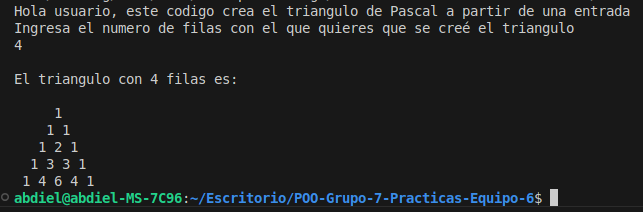 Hola usuario, este codigo crea el triangulo de Pascal a partir de una entrada
Ingresa el numero de filas con el que quieres que se creé el triangulo
4
El triangulo con 4 filas es:
1
1 1
1 2 1
1 3 3 1
1 4 6 4 1
abdiel@abdiel-MS-7C96:~/Escritorio/POO-Grupo-7-Practicas-Equipo-6$